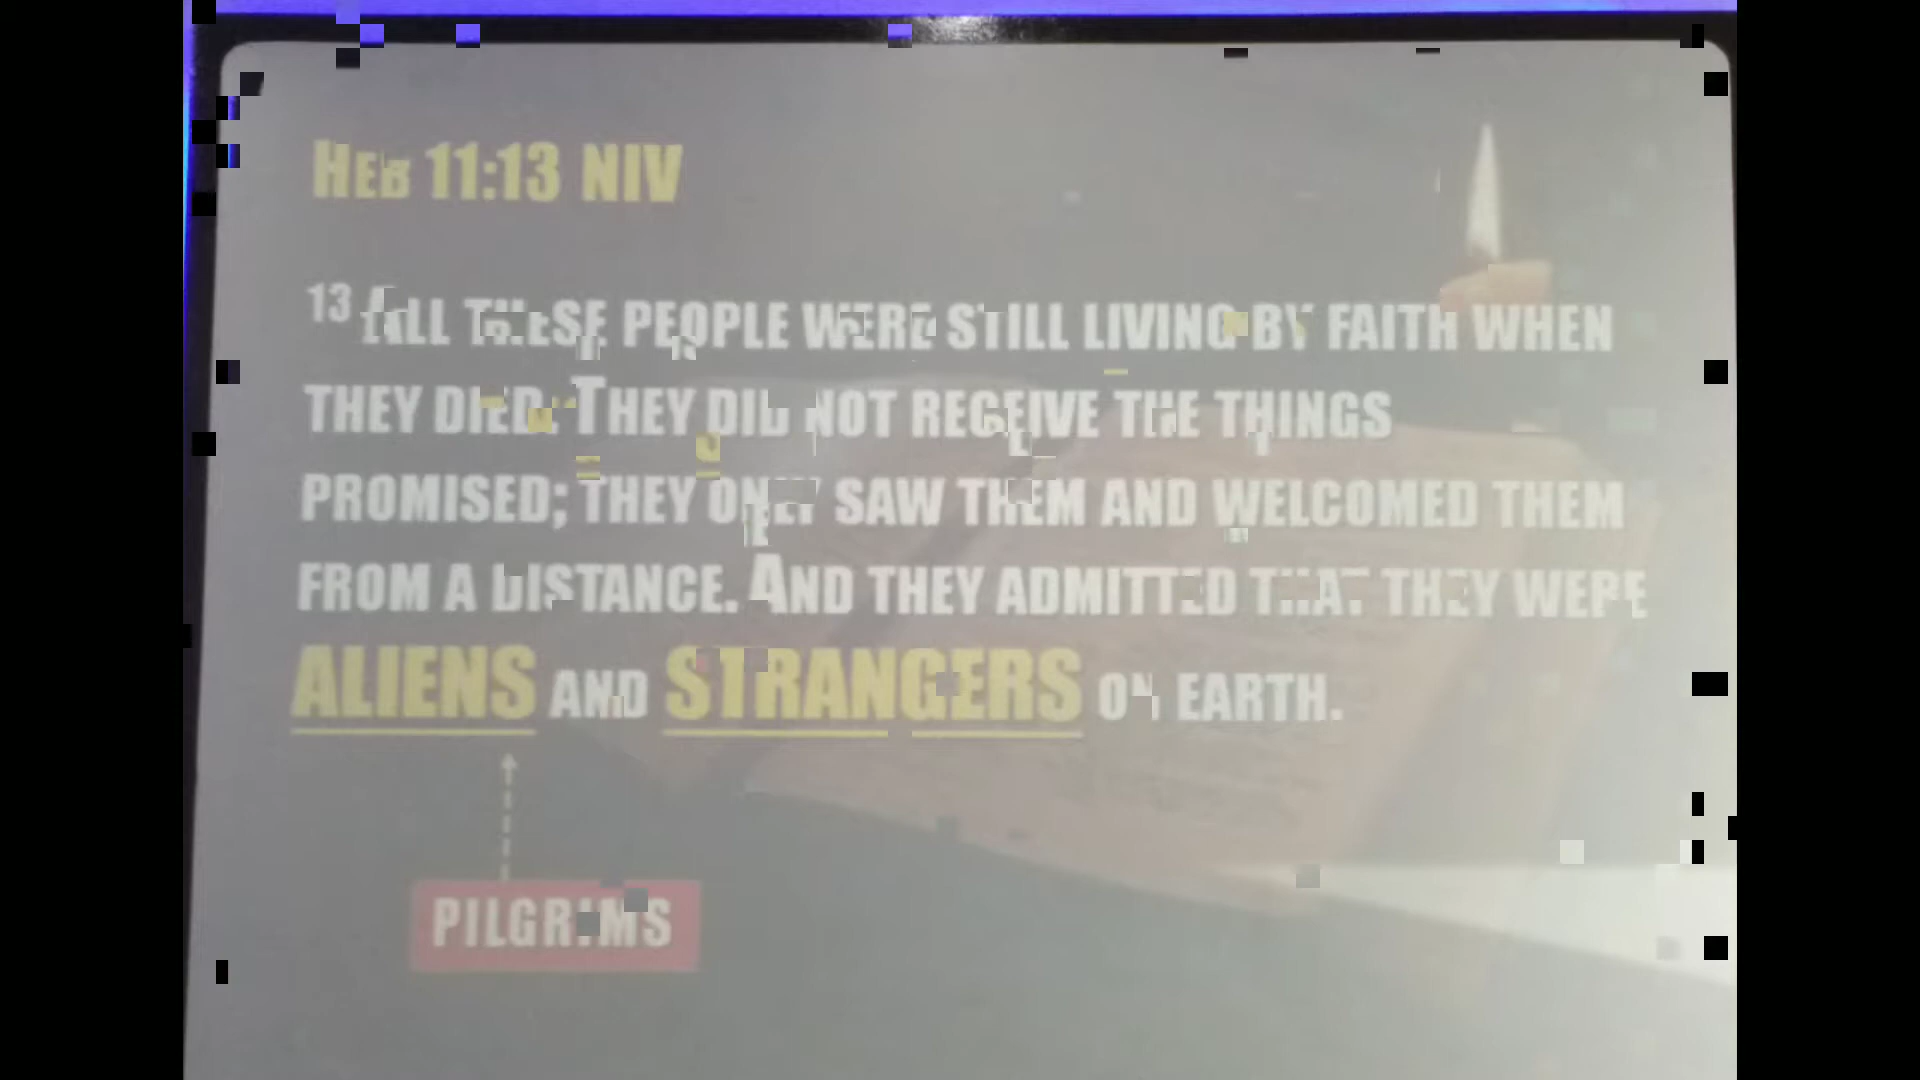 HEB 11:13 NIV
13 ALL THESE PEOPLE WERE STILL LIVING BY FAITH WHEN
THEY DIED. THEY DID NOT RECEIVE THE THINGS
PROMISED; THEY ONLY SAW THEM AND WELCOMED THEM
FROM A DISTANCE. AND THEY ADMITTED THAT THEY WERE
ALIENS AND STRANGERS ON EARTH.
PILGRIMS